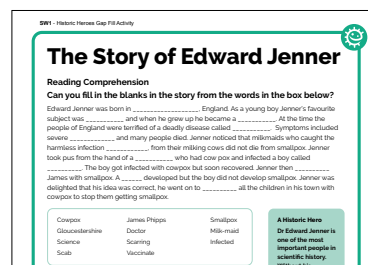 SW1 - Historic Heroes Gap Fill Activity
The Story of Edward Jenner
Reading Comprehension
Can you fill in the blanks in the story from the words in the box below?
Edward Jenner was born in ___________________, England. As a young boy Jenner's favourite
subject was __________ and when he grew up he became a __________. At the time the
people of England were terrified of a deadly disease called __________. Symptoms included
severe ____________ and many people died. Jenner noticed that milkmaids who caught the
harmless infection ___________, from their milking cows did not die from smallpox. Jenner
took pus from the hand of a __________ who had cow pox and infected a boy called
__________. The boy got infected with cowpox but soon recovered. Jenner then __________
James with smallpox. A ______ developed but the boy did not develop smallpox. Jenner was
delighted that his idea was correct, he went on to _________ all the children in his town with
cowpox to stop them getting smallpox.
Cowpox James Phipps Smallpox
Gloucestershire Doctor Milk-maid
Science Scarring Infected
Scab Vaccinate
A Historic Hero
Dr Edward Jenner is
one of the most
important people in
scientific history.